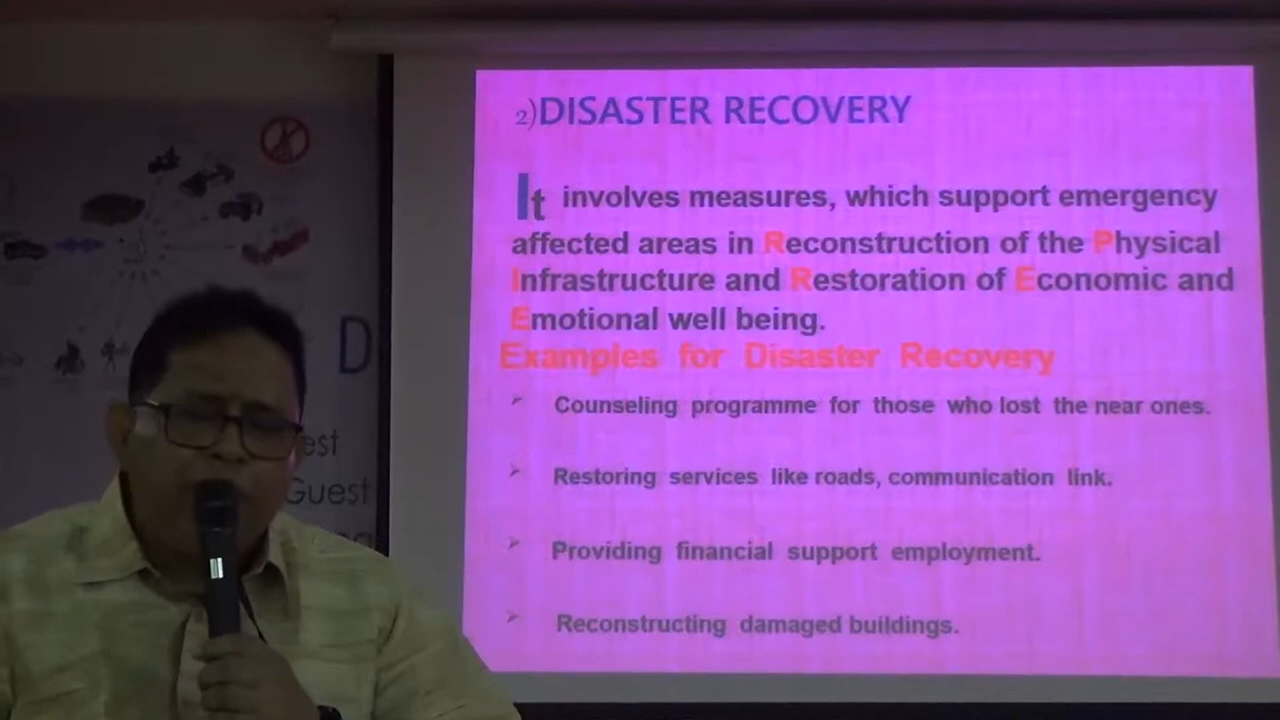 2)DISASTER RECOVERY
It involves measures, which support emergency
affected areas in Reconstruction of the Physical
Infrastructure and Restoration of Economic and
Emotional well being.
Examples for Disaster Recovery
➢ Counseling programme for those who lost the near ones.
➢ Restoring services like roads, communication link.
➢ Providing financial support employment.
➢ Reconstructing damaged buildings.
D
Guest